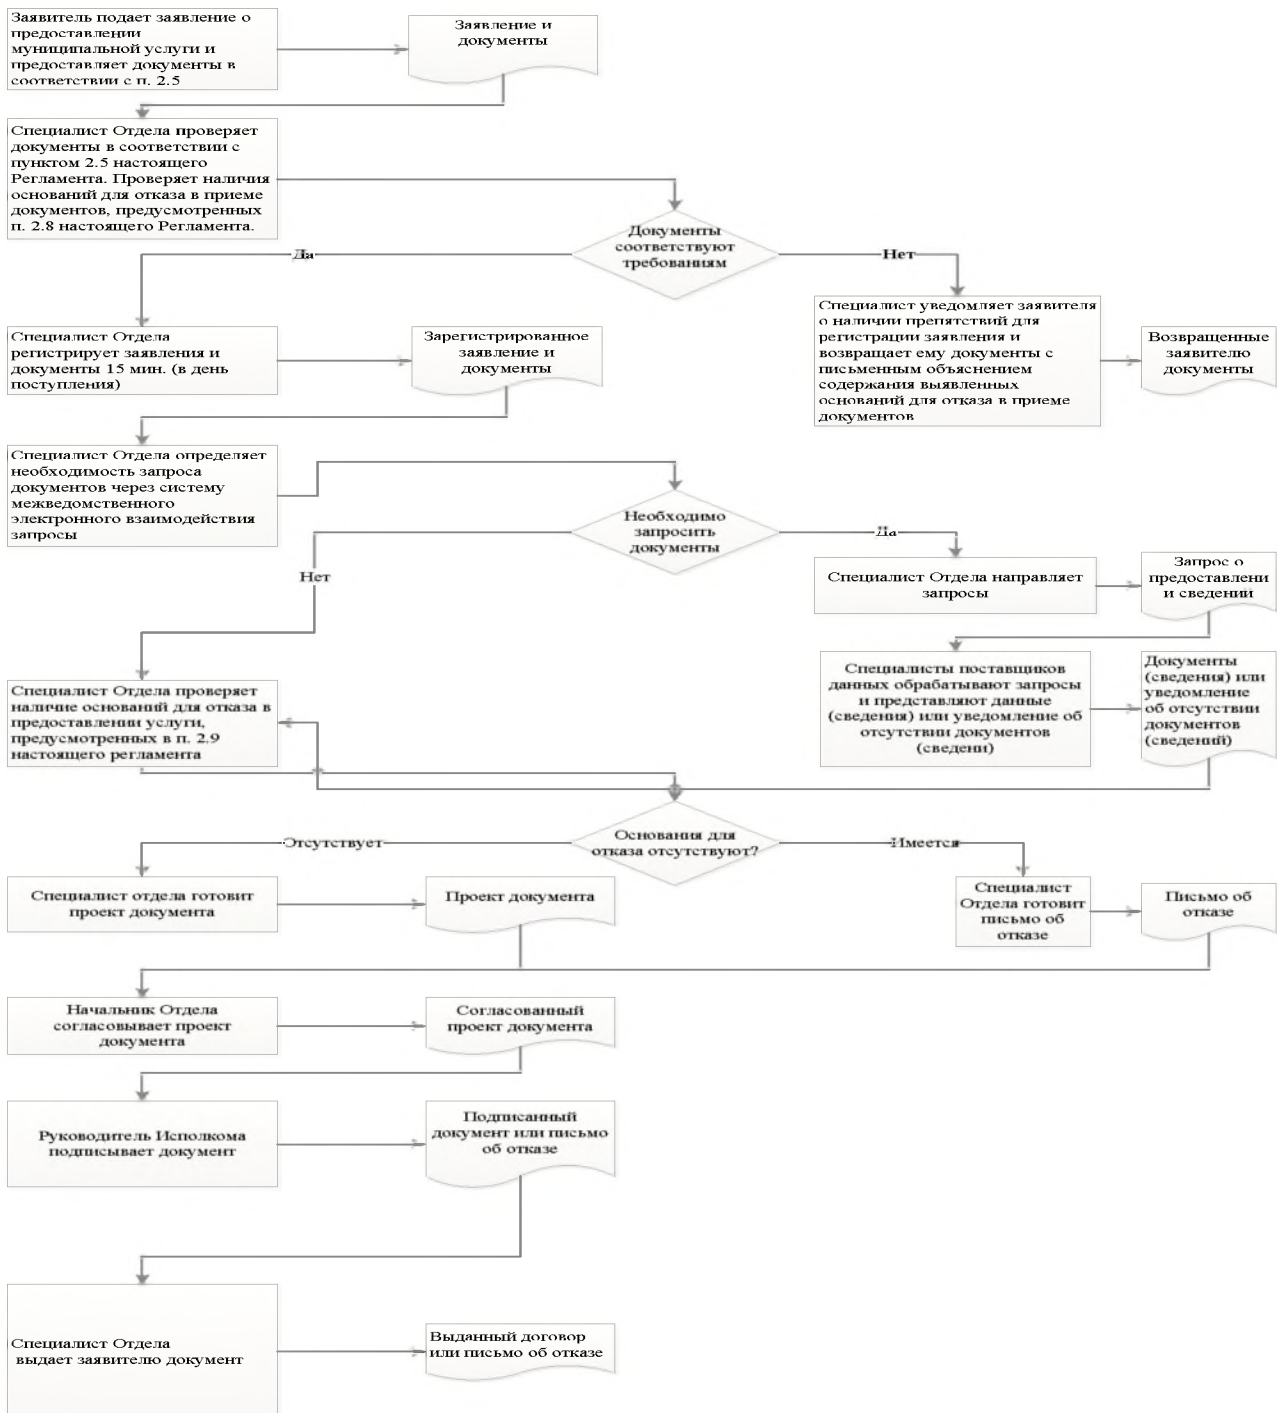 Заявитель подает заявление о
предоставлении
муниципальной услуги и
предоставляет документы в
соответствии с п. 2.5
Заявление и
документы
Специалист Отдела проверяет
документы в соответствии с
пунктом 2.5 настоящего
Регламента. Проверяет наличия
оснований для отказа в приеме
документов, предусмотренных
п. 2.8 настоящего Регламента.
Документы
соответствуют
требованиям
Да
Нет
Специалист Отдела
регистрирует заявления и
документы 15 мин. (в день
поступления)
Зарегистрированное
заявление и
документы
Специалист уведомляет заявителя
о наличии препятствий для
регистрации заявления и
возвращает ему документы с
письменным объяснением
содержания выявленных
оснований для отказа в приеме
документов
Возвращенные
заявителю
документы
Специалист Отдела определяет
необходимость запроса
документов через систему
межведомственного
электронного взаимодействия
запросы
Необходимо
запросить
документы
Нет
Да
Специалист Отдела направляет
запросы
Запрос о
предоставлени
и сведений
Специалист Отдела проверяет
наличие оснований для отказа в
предоставлении услуги,
предусмотренных в п. 2.9
настоящего регламента
Специалисты поставщиков
данных обрабатывают запросы
и представляют данные
(сведения) или уведомление об
отсутствии документов
(сведени)
Документы
(сведения) или
уведомление
об отсутствии
документов
(сведений)
Основания для
отказа отсутствуют?
Отсутствует
Имеется
Специалист отдела готовит
проект документа
Проект документа
Специалист
Отдела готовит
письмо об
отказе
Письмо об
отказе
Начальник Отдела
согласовывает проект
документа
Согласованный
проект документа
Руководитель Исполкома
подписывает документ
Подписанный
документ или письмо
об отказе
Специалист Отдела
выдает заявителю документ
Выданный договор
или письмо об отказе